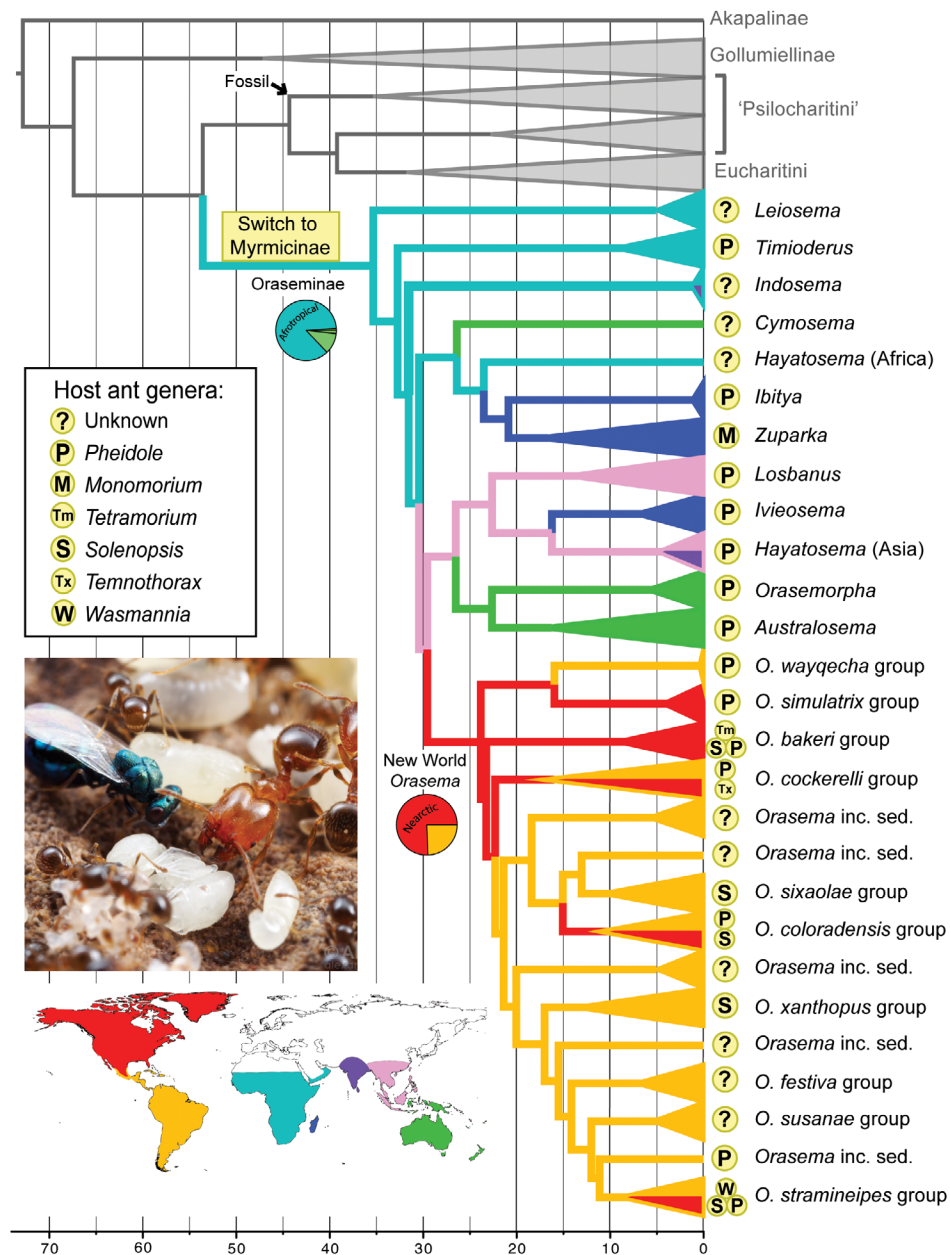 Akapalinae
Gollumiellinae
Fossil
'Psilocharitini'
Eucharitini
Switch to
Myrmicinae
Oraseminae
Afrotropical
? Leiosema
P Timioderus
? Indosema
? Cymosema
? Hayatosema (Africa)
P Ibitya
M Zuparka
P Losbanus
P Ivieosema
P Hayatosema (Asia)
P Orasemorpha
P Australosema
P O. wayqecha group
P O. simulatrix group
Tm
S P O. bakeri group
P
Tx O. cockerelli group
? Orasema inc. sed.
? Orasema inc. sed.
S O. sixaolae group
P
S O. coloradensis group
? Orasema inc. sed.
S O. xanthopus group
? Orasema inc. sed.
? O. festiva group
? O. susanae group
P Orasema inc. sed.
W
S P O. stramineipes group
Host ant genera:
? Unknown
P Pheidole
M Monomorium
Tm Tetramorium
S Solenopsis
Tx Temnothorax
W Wasmannia
New World
Orasema
Nearctic
70 60 50 40 30 20 10 0